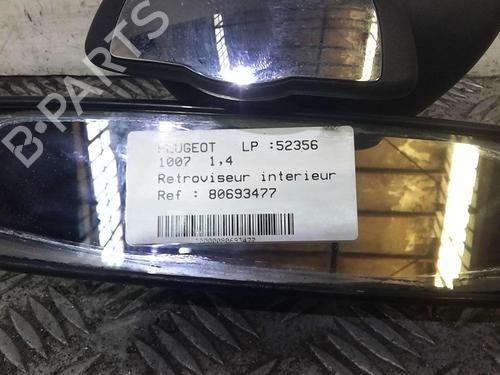 B-PARTS
PEUGEOT LP :52356
1007 1,4
Retroviseur interieur
Ref : 80693477